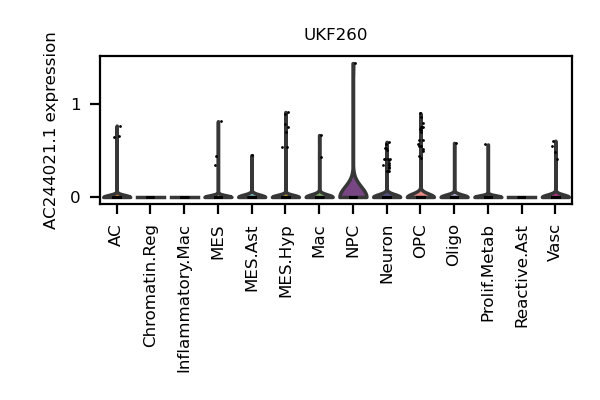 UKF260
AC244021.1 expression
1
0
AC
Chromatin.Reg
Inflammatory.Mac
MES
MES.Ast
MES.Hyp
Mac
NPC
Neuron
OPC
Oligo
Prolif.Metab
Reactive.Ast
Vasc